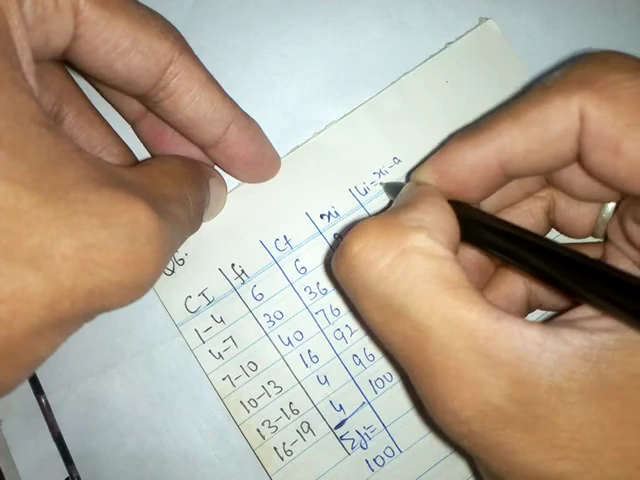 Q6.
CI fi Cf xi ui=xi-a
1-4 6 6
4-7 30 36
7-10 40 76
10-13 16 92
13-16 4 96
16-19 4 100
Σfi=
100